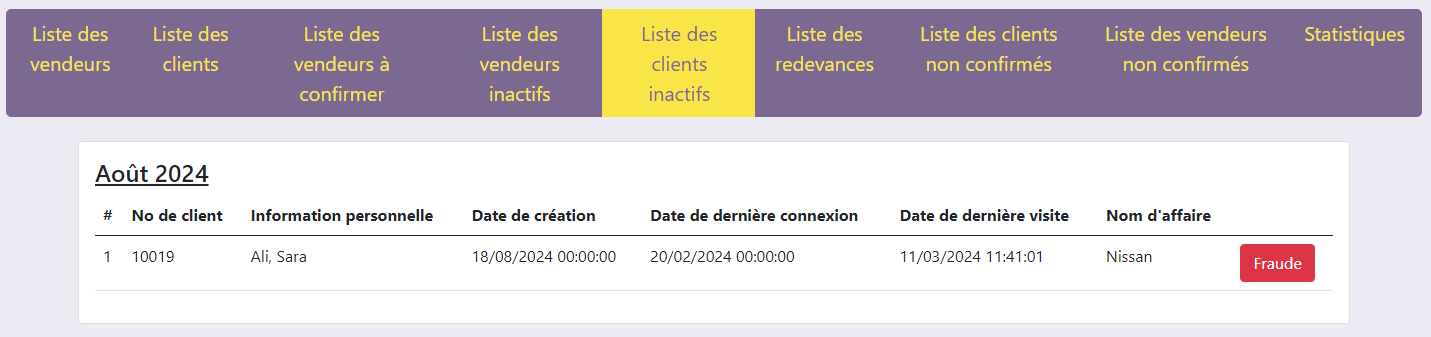 Liste des vendeurs
Liste des clients
Liste des vendeurs à confirmer
Liste des vendeurs inactifs
Liste des clients inactifs
Liste des redevances
Liste des clients non confirmés
Liste des vendeurs non confirmés
Statistiques
Août 2024
# No de client Information personnelle Date de création Date de dernière connexion Date de dernière visite Nom d'affaire
1 10019 Ali, Sara 18/08/2024 00:00:00 20/02/2024 00:00:00 11/03/2024 11:41:01 Nissan Fraude